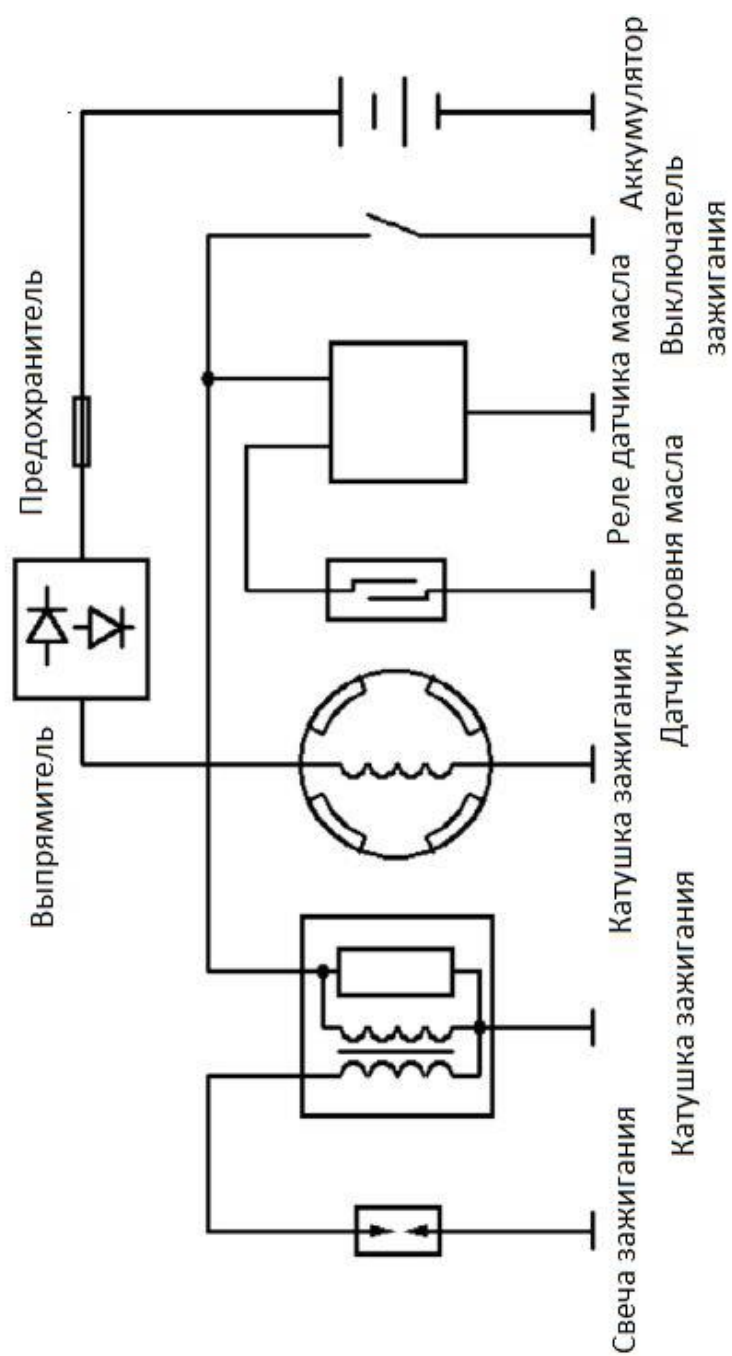 Выпрямитель
Предохранитель
Свеча зажигания
Катушка зажигания
Катушка зажигания
Датчик уровня масла
Реле датчика масла
Выключатель
зажигания
Аккумулятор